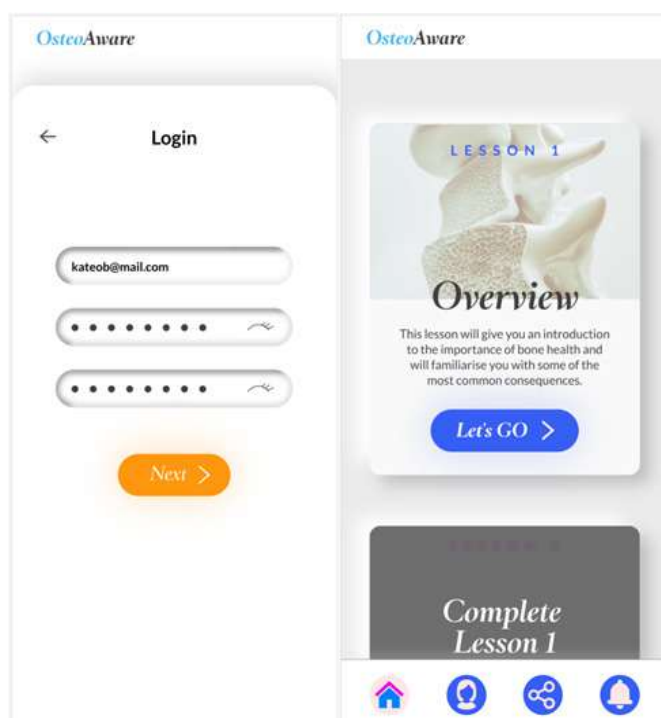 OsteoAware
Login
kateob@mail.com
Next
OsteoAware
LESSON 1
Overview
This lesson will give you an introduction
to the importance of bone health and
will familiarise you with some of the
most common consequences.
Let's GO
Complete
Lesson 1